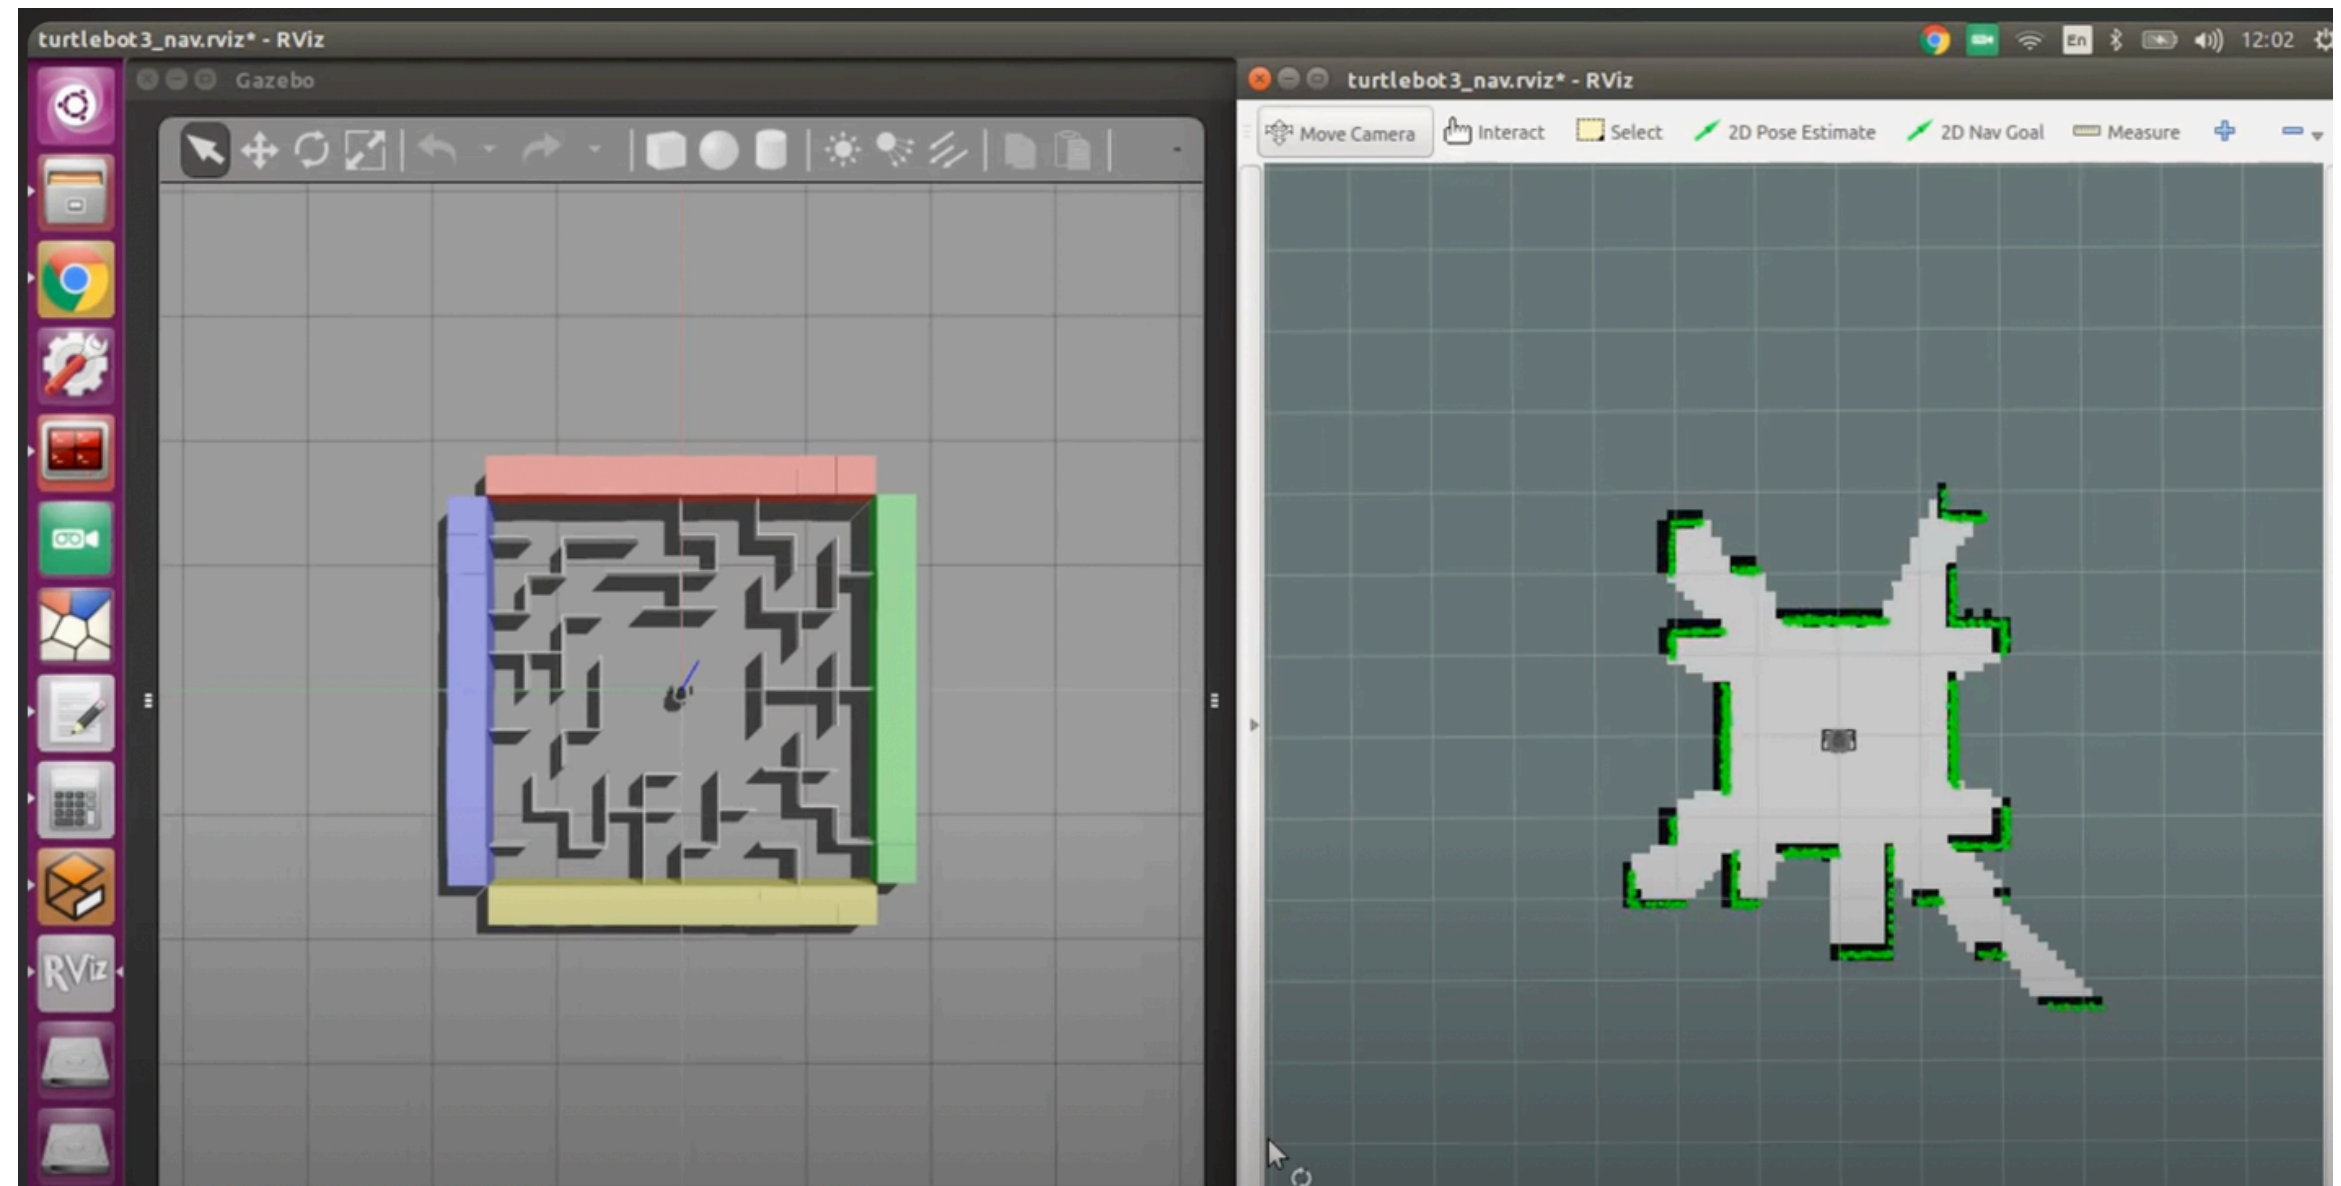 turtlebot3_nav.rviz* - RViz
En
12:02
Gazebo
turtlebot3_nav.rviz* - RViz
Move Camera
Interact
Select
2D Pose Estimate
2D Nav Goal
Measure
RViz